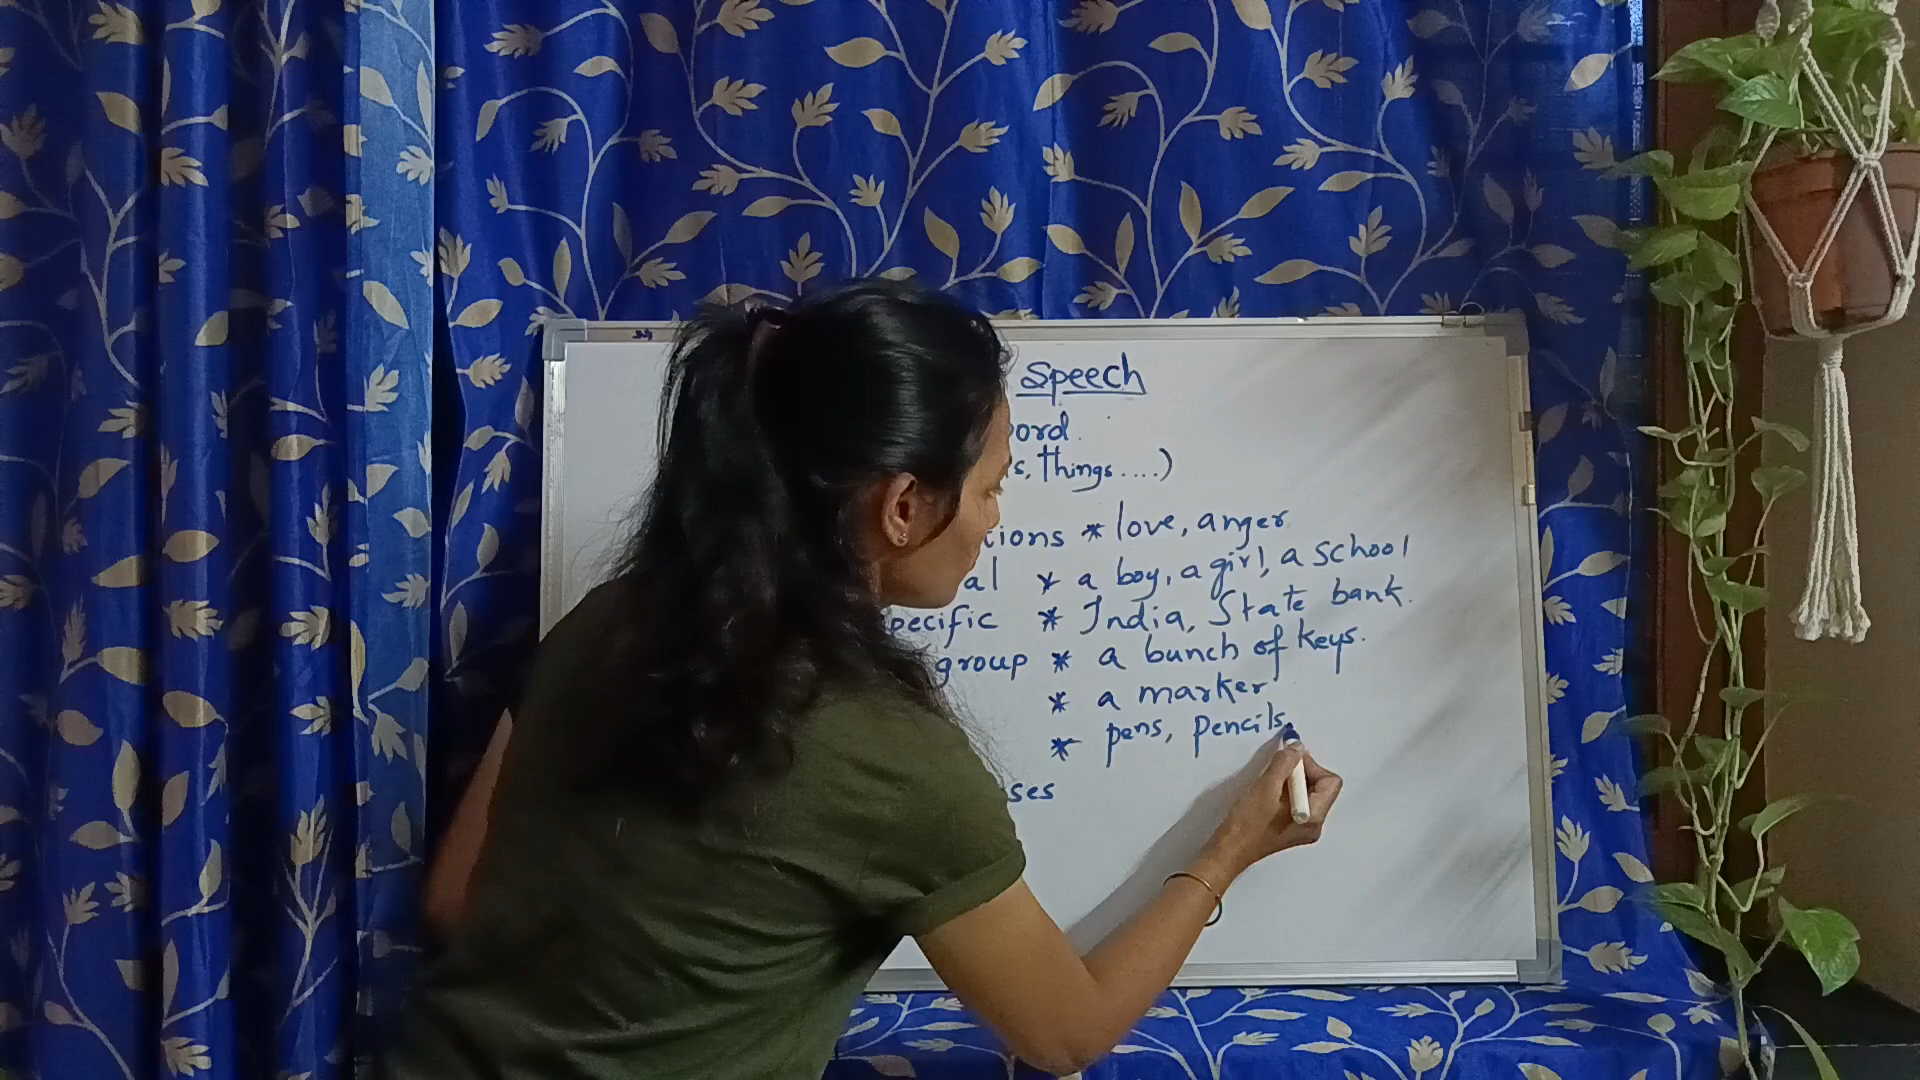 Speech
ord.
s, things.....)
tions * love, anger
al * a boy, a girl, a school
pecific * India, State bank.
group * a bunch of keys.
* a marker
* pens, pencils
ses